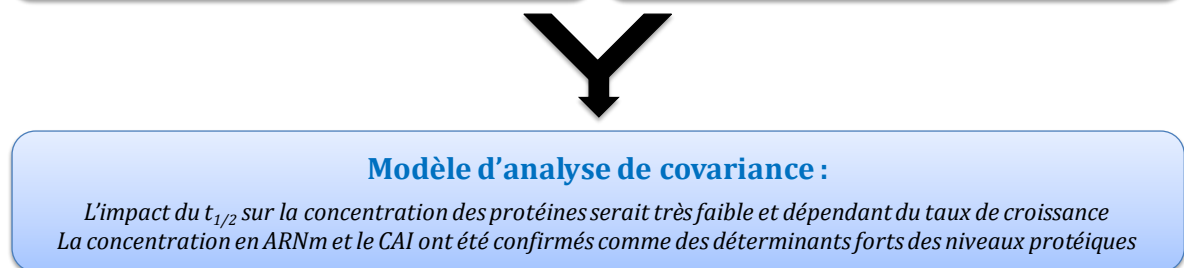 Modèle d'analyse de covariance :
L'impact du t1/2 sur la concentration des protéines serait très faible et dépendant du taux de croissance
La concentration en ARNm et le CAI ont été confirmés comme des déterminants forts des niveaux protéiques